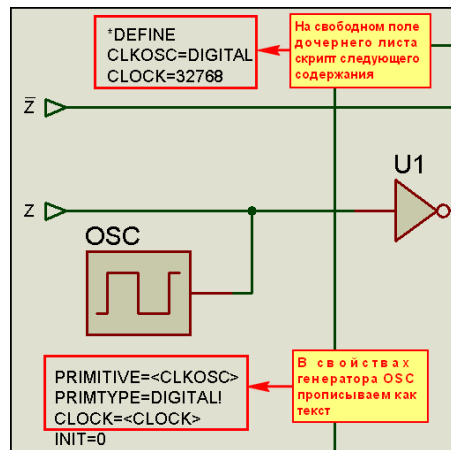 *DEFINE
CLKOSC=DIGITAL
CLOCK=32768
На свободном поле
дочернего листа
скрипт следующего
содержания
Z̅
U1
Z
OSC
PRIMITIVE=<CLKOSC>
PRIMTYPE=DIGITAL!
CLOCK=<CLOCK>
INIT=0
В свойствах
генератора OSC
прописываем как
текст